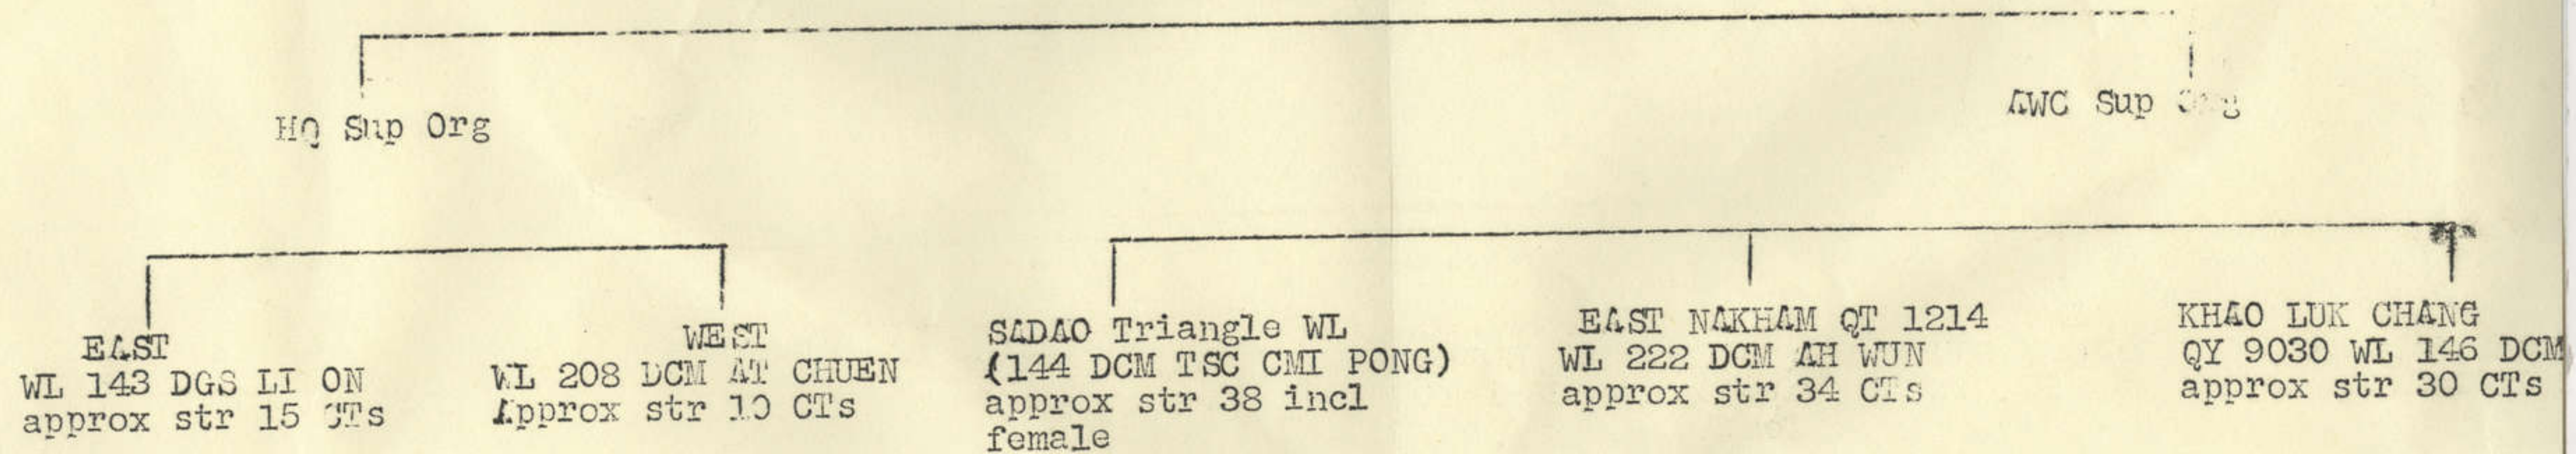 HQ Sup Org
AWC Sup Org
EAST
WL 143 DGS LI ON
approx str 15 CTs
WEST
WL 208 DCM AT CHUEN
Approx str 10 CTs
SADAO Triangle WL
(144 DCM TSC CMI PONG)
approx str 38 incl
female
EAST NAKHAM QT 1214
WL 222 DCM AH WUN
approx str 34 CTs
KHAO LUK CHANG
QY 9030 WL 146 DCM
approx str 30 CTs